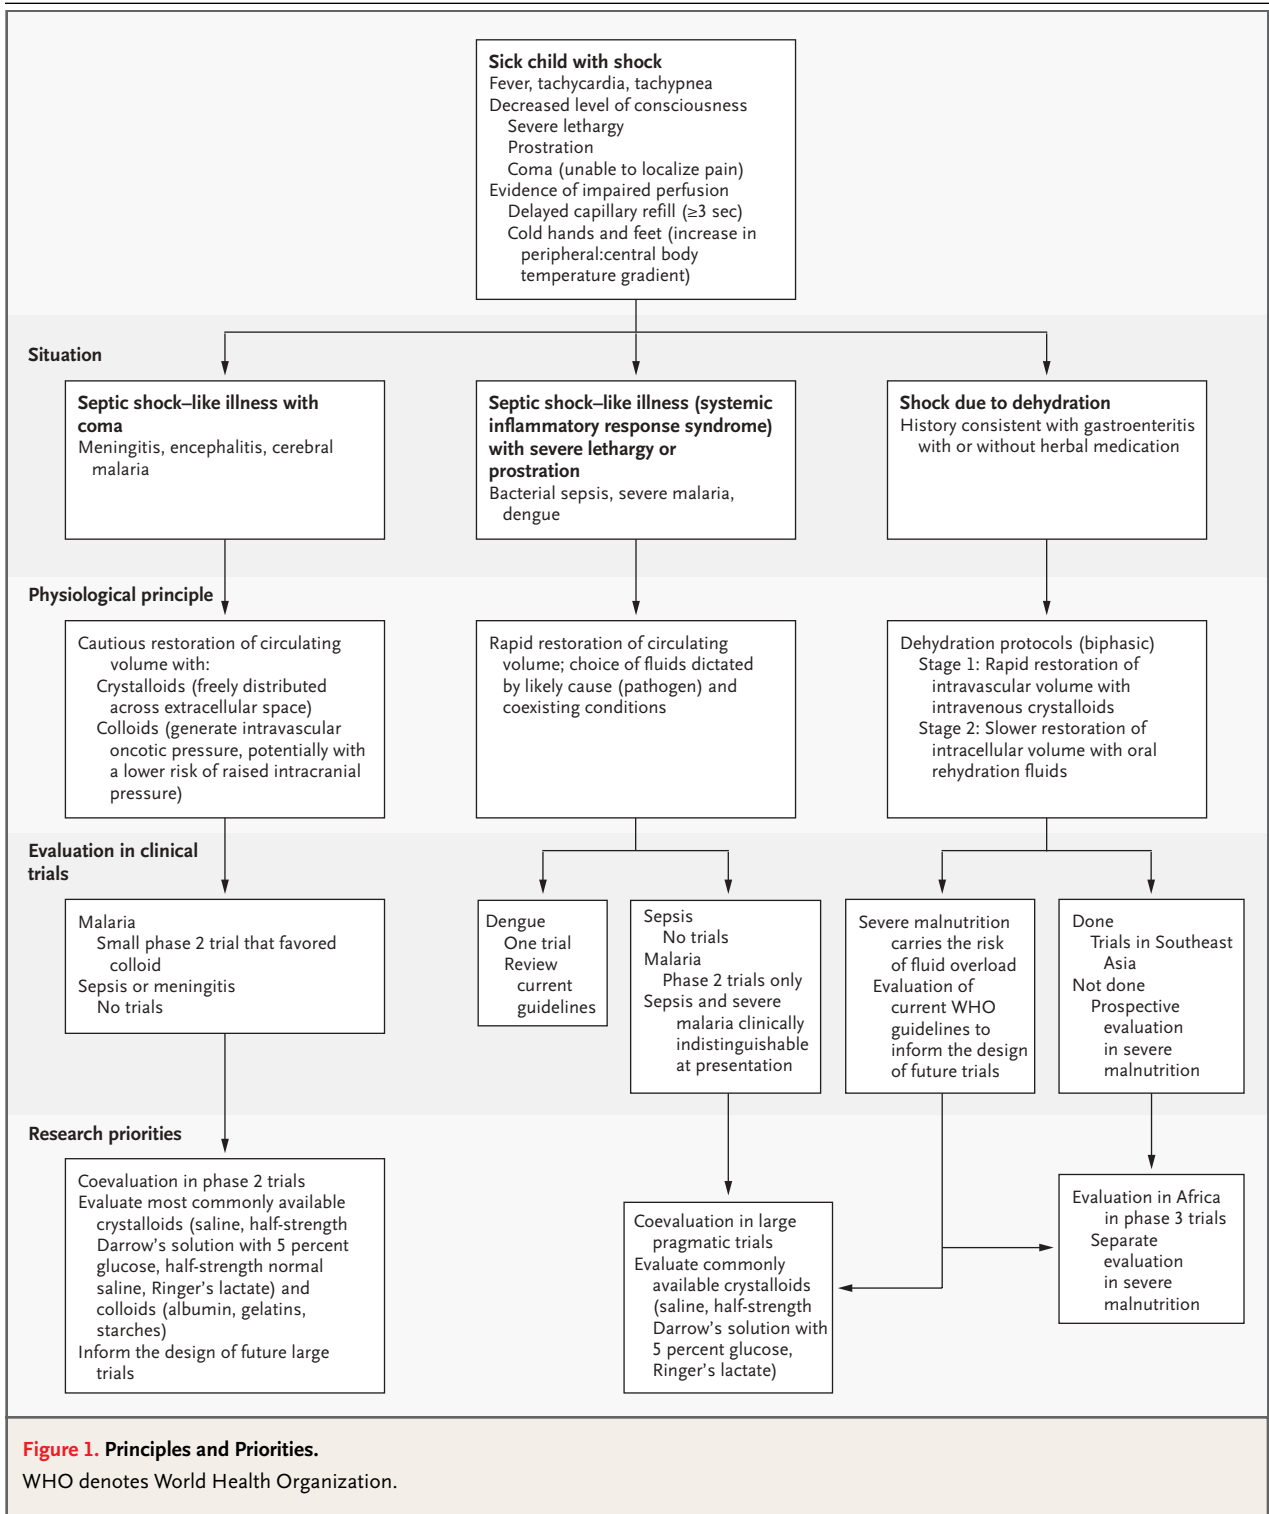 Sick child with shock
Fever, tachycardia, tachypnea
Decreased level of consciousness
Severe lethargy
Prostration
Coma (unable to localize pain)
Evidence of impaired perfusion
Delayed capillary refill (≥3 sec)
Cold hands and feet (increase in
peripheral:central body
temperature gradient)
Situation
Septic shock–like illness with
coma
Meningitis, encephalitis, cerebral
malaria
Septic shock–like illness (systemic
inflammatory response syndrome)
with severe lethargy or
prostration
Bacterial sepsis, severe malaria,
dengue
Shock due to dehydration
History consistent with gastroenteritis
with or without herbal medication
Physiological principle
Cautious restoration of circulating
volume with:
Crystalloids (freely distributed
across extracellular space)
Colloids (generate intravascular
oncotic pressure, potentially with
a lower risk of raised intracranial
pressure)
Rapid restoration of circulating
volume; choice of fluids dictated
by likely cause (pathogen) and
coexisting conditions
Dehydration protocols (biphasic)
Stage 1: Rapid restoration of
intravascular volume with
intravenous crystalloids
Stage 2: Slower restoration of
intracellular volume with oral
rehydration fluids
Evaluation in clinical
trials
Malaria
Small phase 2 trial that favored
colloid
Sepsis or meningitis
No trials
Dengue
One trial
Review
current
guidelines
Sepsis
No trials
Malaria
Phase 2 trials only
Sepsis and severe
malaria clinically
indistinguishable
at presentation
Severe malnutrition
carries the risk
of fluid overload
Evaluation of
current WHO
guidelines to
inform the design
of future trials
Done
Trials in Southeast
Asia
Not done
Prospective
evaluation
in severe
malnutrition
Research priorities
Coevaluation in phase 2 trials
Evaluate most commonly available
crystalloids (saline, half-strength
Darrow's solution with 5 percent
glucose, half-strength normal
saline, Ringer's lactate) and
colloids (albumin, gelatins,
starches)
Inform the design of future large
trials
Coevaluation in large
pragmatic trials
Evaluate commonly
available crystalloids
(saline, half-strength
Darrow's solution with
5 percent glucose,
Ringer's lactate)
Evaluation in Africa
in phase 3 trials
Separate
evaluation
in severe
malnutrition
Figure 1. Principles and Priorities.
WHO denotes World Health Organization.